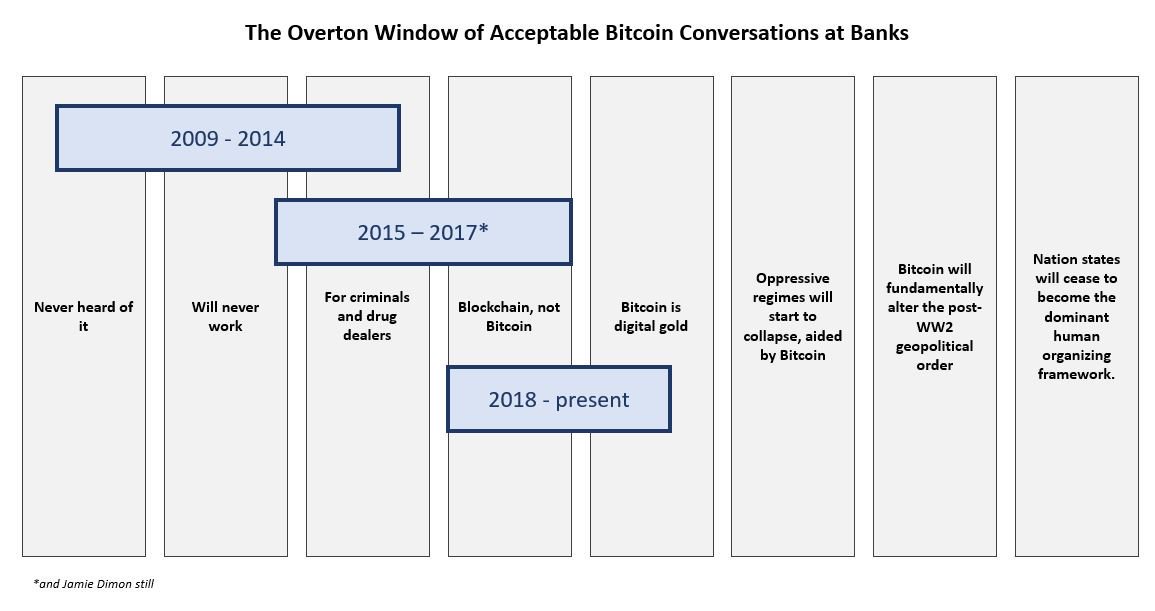 The Overton Window of Acceptable Bitcoin Conversations at Banks
2009 - 2014
2015 – 2017*
Never heard of
it
Will never
work
For criminals
and drug
dealers
Blockchain, not
Bitcoin
Bitcoin is
digital gold
Oppressive
regimes will
start to
collapse, aided
by Bitcoin
Bitcoin will
fundamentally
alter the post-
WW2
geopolitical
order
Nation states
will cease to
become the
dominant
human
organizing
framework.
2018 - present
*and Jamie Dimon still